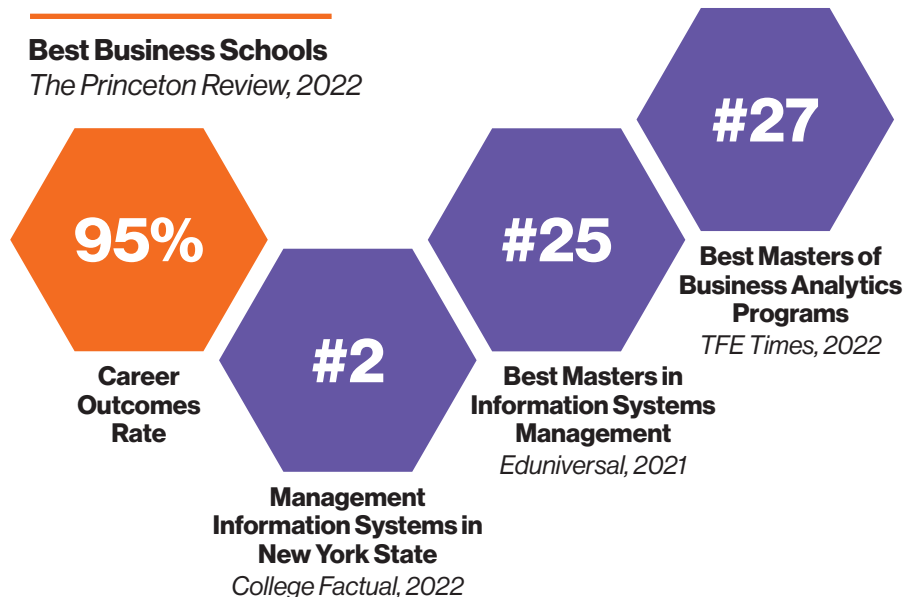 Best Business Schools
The Princeton Review, 2022
95%
Career
Outcomes
Rate
#2
Management
Information Systems in
New York State
College Factual, 2022
#25
Best Masters in
Information Systems
Management
Eduniversal, 2021
#27
Best Masters of
Business Analytics
Programs
TFE Times, 2022